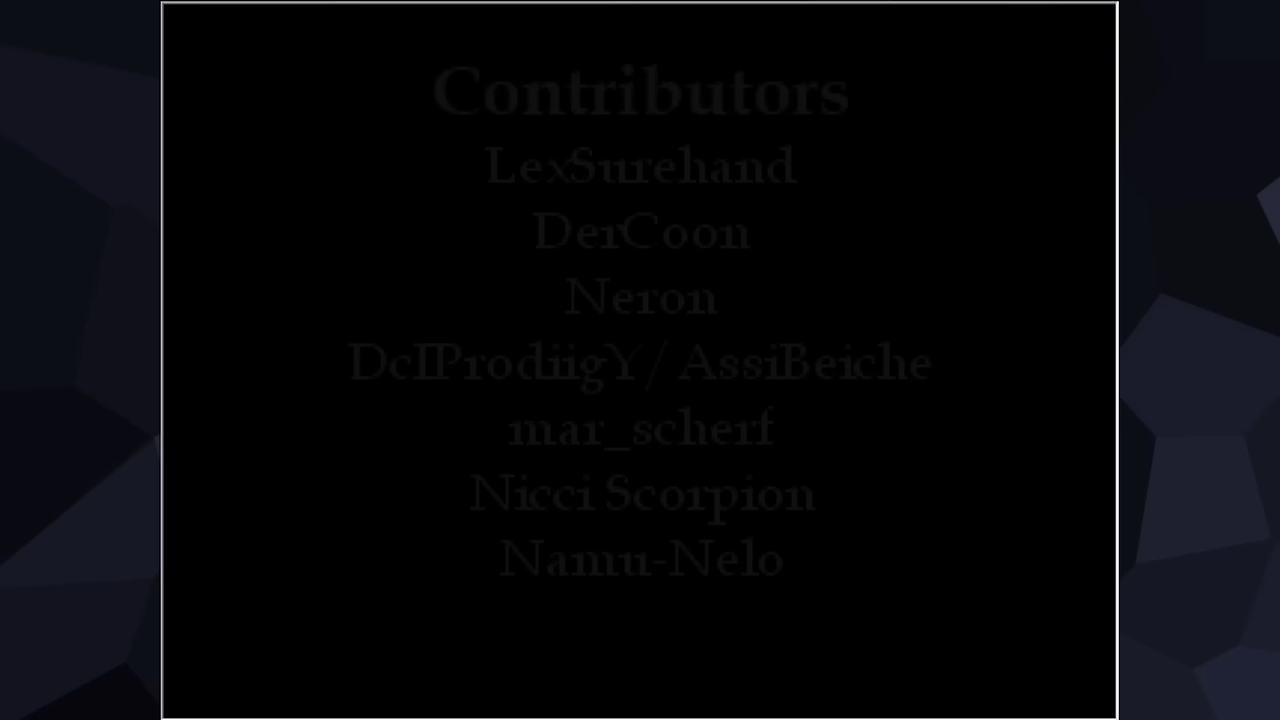 Contributors
LexSurehand
DerCoon
Neron
DcIProdiigY/ AssiBeiche
mar_scherf
Nicci Scorpion
Namu-Nelo